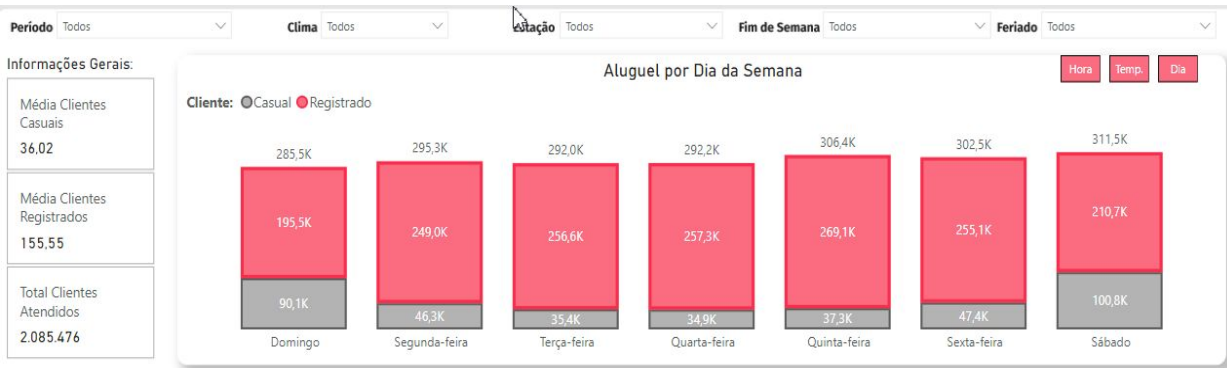 Período Todos Clima Todos Estação Todos Fim de Semana Todos Feriado Todos
Informações Gerais:
Média Clientes
Casuais
36,02
Média Clientes
Registrados
155,55
Total Clientes
Atendidos
2.085.476
Aluguel por Dia da Semana
Hora Temp. Dia
Cliente: Casual Registrado
285,5K 295,3K 292,0K 292,2K 306,4K 302,5K 311,5K
195,5K 249,0K 256,6K 257,3K 269,1K 255,1K 210,7K
90,1K 46,3K 35,4K 34,9K 37,3K 47,4K 100,8K
Domingo Segunda-feira Terça-feira Quarta-feira Quinta-feira Sexta-feira Sábado